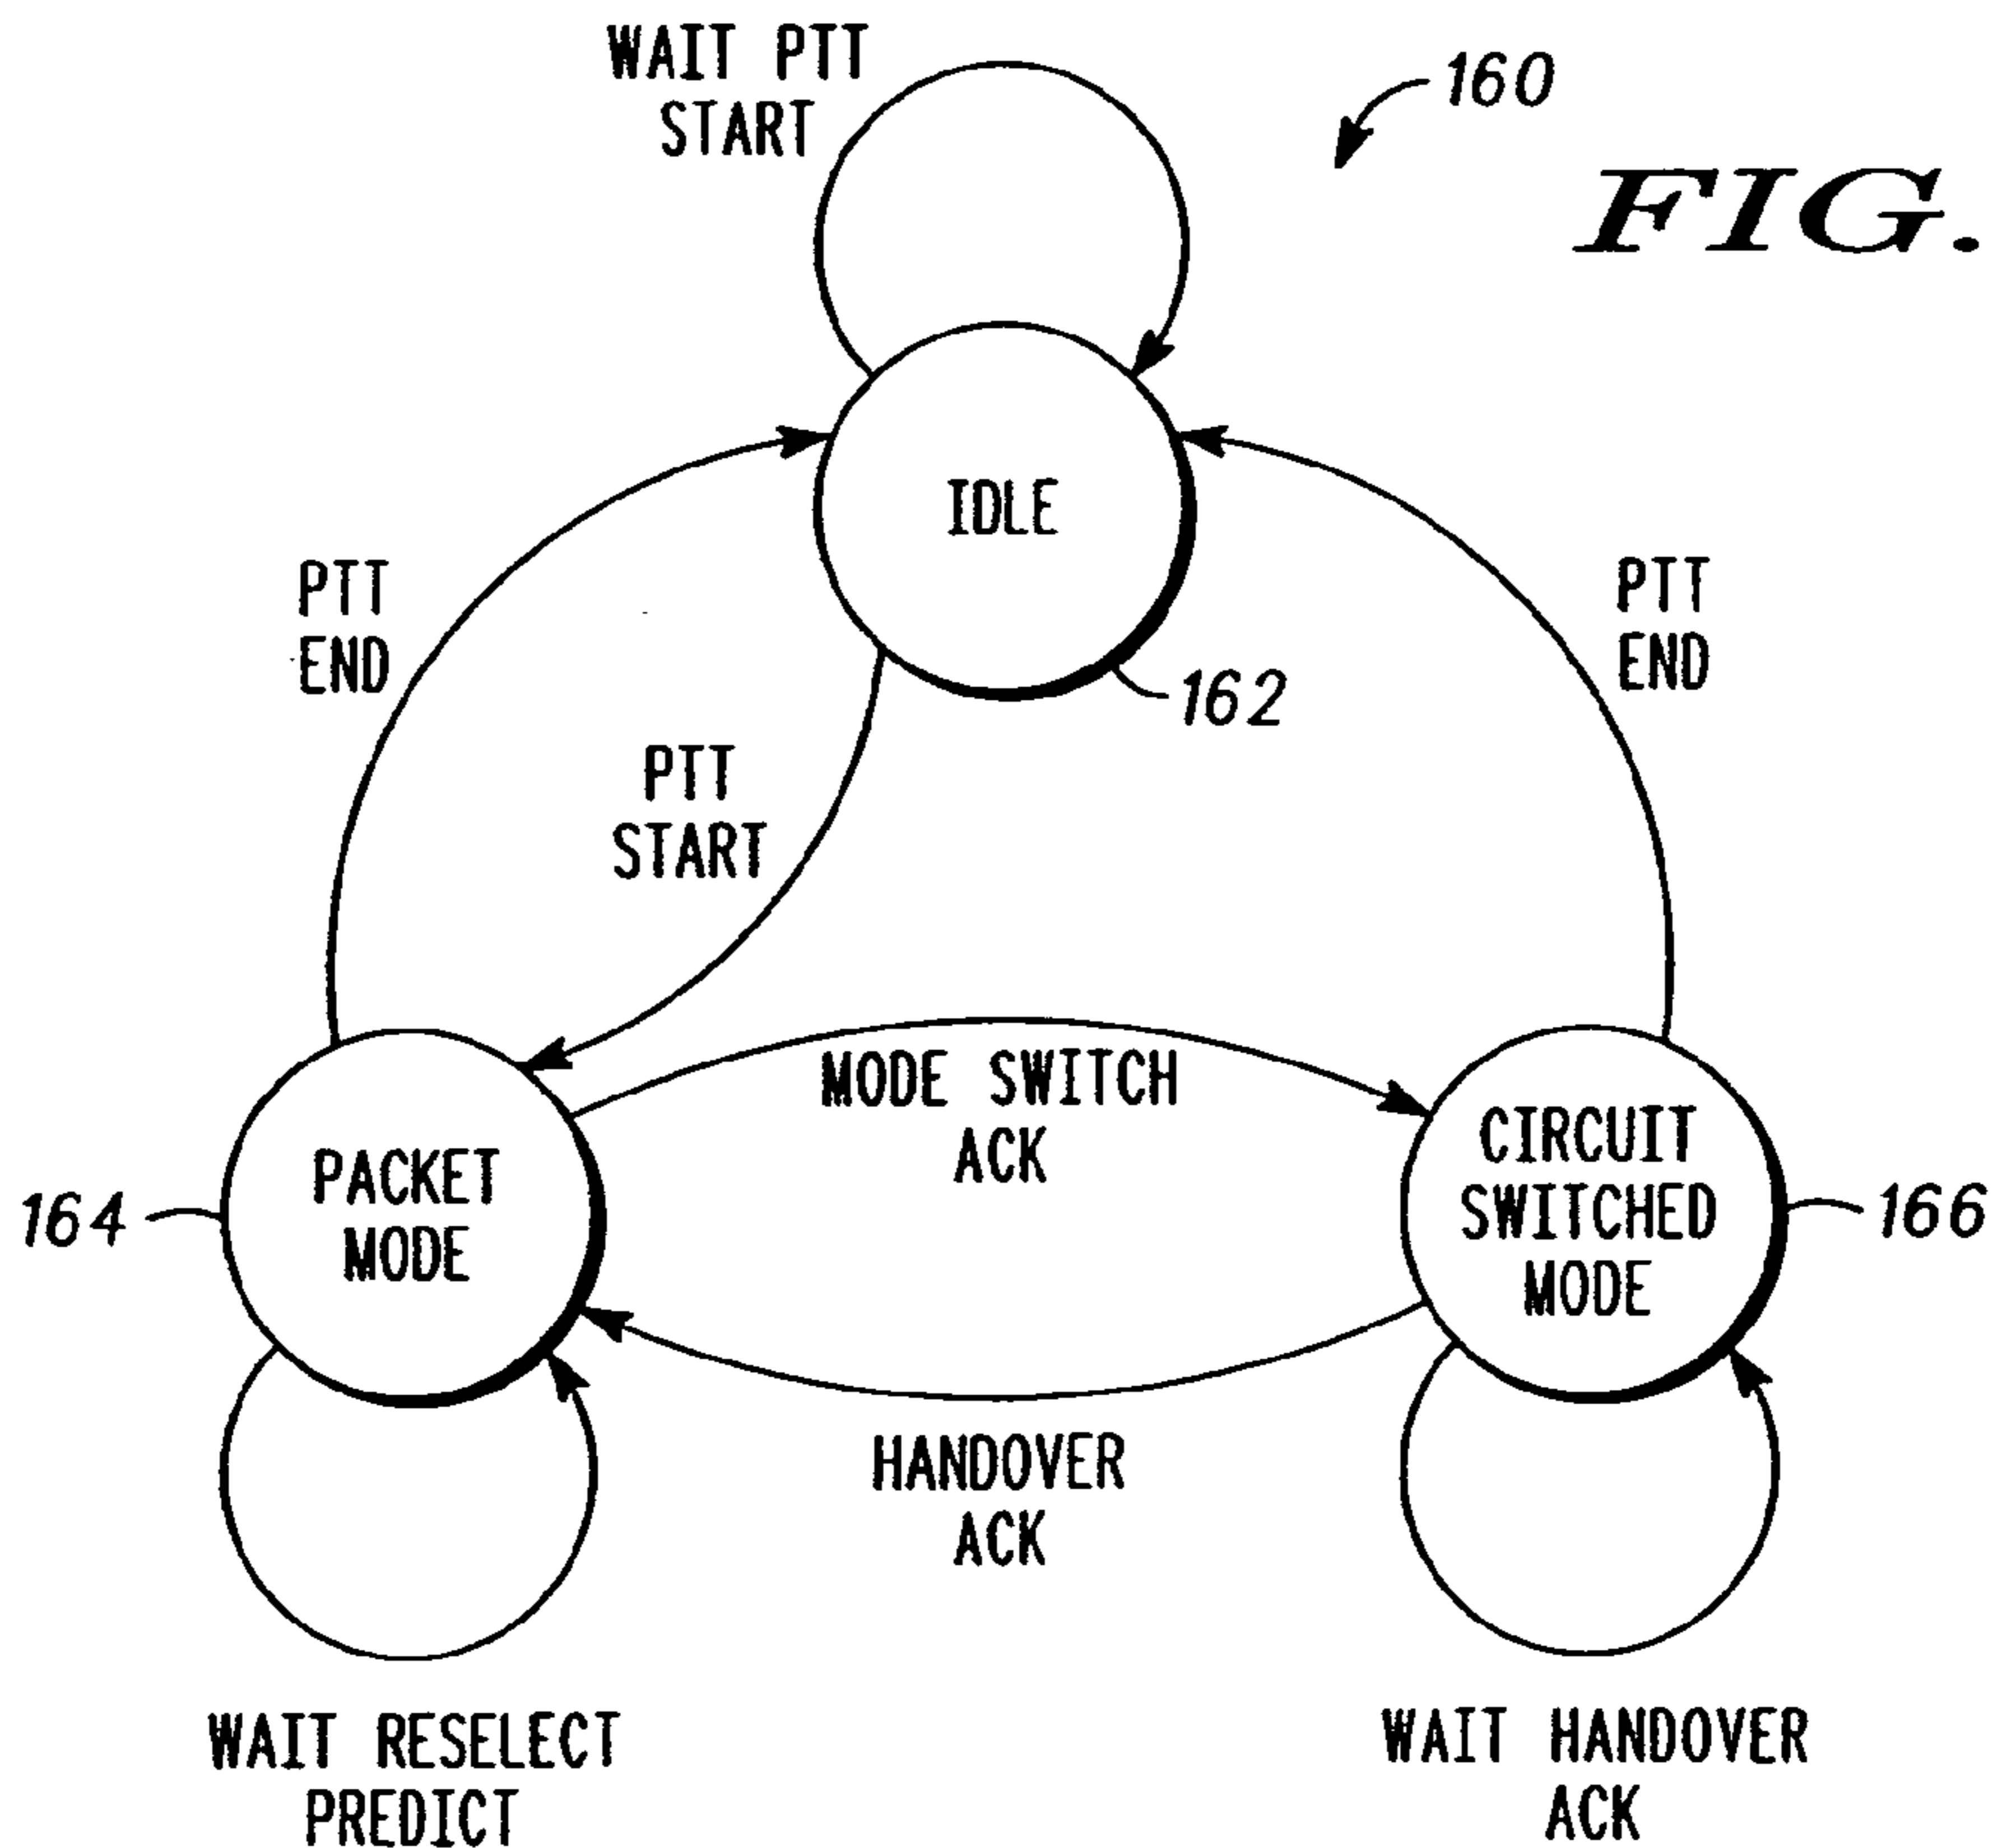 WAIT PTT
START
160
FIG.
IDLE
PTT
END
PTT
END
162
PTT
START
MODE SWITCH
ACK
CIRCUIT
SWITCHED
MODE
PACKET
MODE
164
166
HANDOVER
ACK
WAIT RESELECT
PREDICT
WAIT HANDOVER
ACK